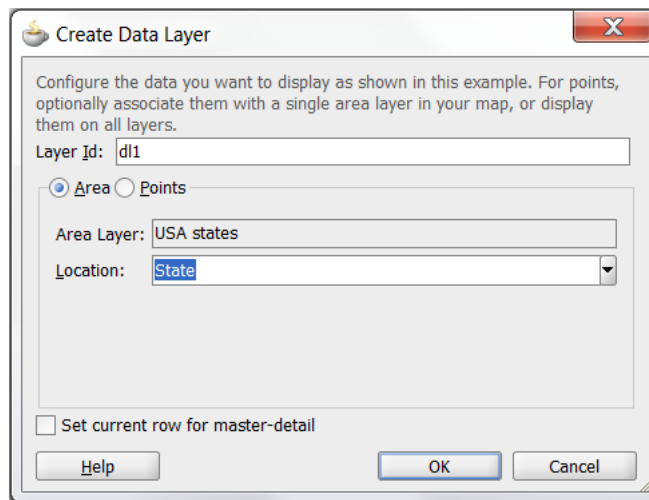 Create Data Layer
Configure the data you want to display as shown in this example. For points,
optionally associate them with a single area layer in your map, or display
them on all layers.
Layer Id: dl1
Area Points
Area Layer: USA states
Location: State
Set current row for master-detail
Help OK Cancel